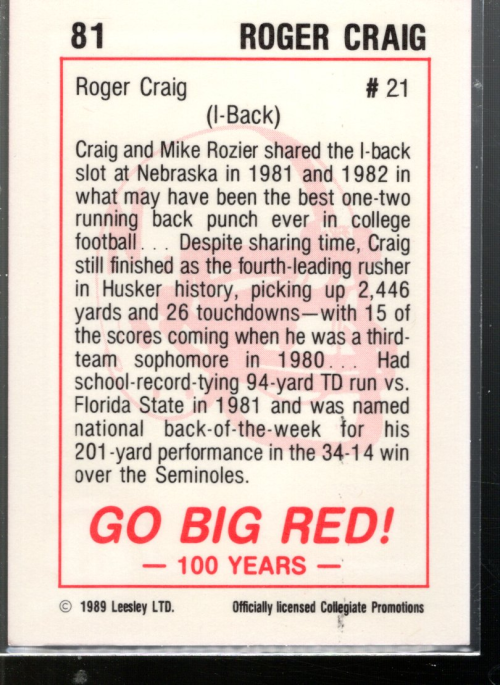 81 ROGER CRAIG
Roger Craig # 21
(I-Back)
Craig and Mike Rozier shared the I-back
slot at Nebraska in 1981 and 1982 in
what may have been the best one-two
running back punch ever in college
football . . . Despite sharing time, Craig
still finished as the fourth-leading rusher
in Husker history, picking up 2,446
yards and 26 touchdowns—with 15 of
the scores coming when he was a third-
team sophomore in 1980 . . . Had
school-record-tying 94-yard TD run vs.
Florida State in 1981 and was named
national back-of-the-week for his
201-yard performance in the 34-14 win
over the Seminoles.
GO BIG RED!
— 100 YEARS —
© 1989 Leesley LTD. Officially licensed Collegiate Promotions